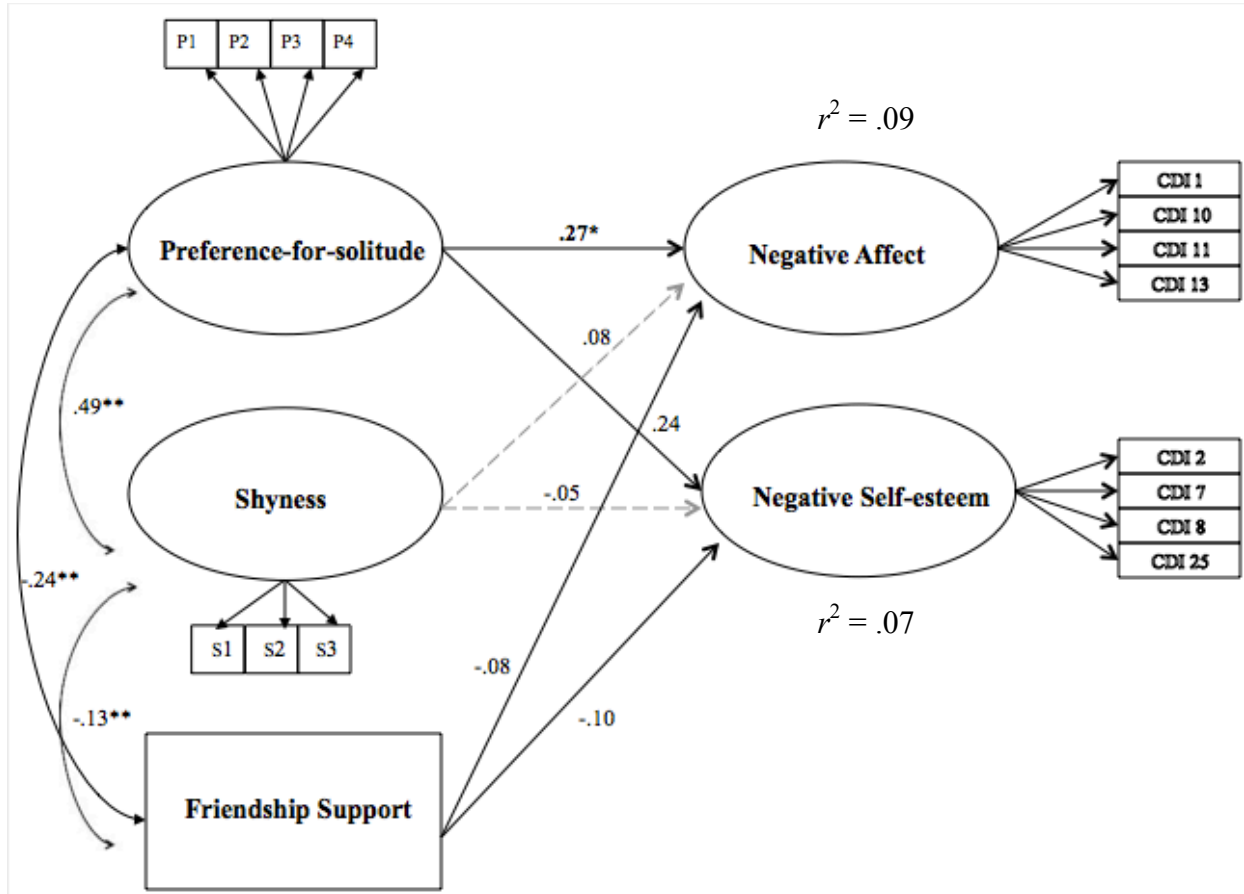 P1 P2 P3 P4
r² = .09
Preference-for-solitude
.27*
Negative Affect
CDI 1
CDI 10
CDI 11
CDI 13
.08
.49**
.24
Shyness
-.05
Negative Self-esteem
CDI 2
CDI 7
CDI 8
CDI 25
-.24**
r² = .07
S1 S2 S3
-.08
-.13**
-.10
Friendship Support